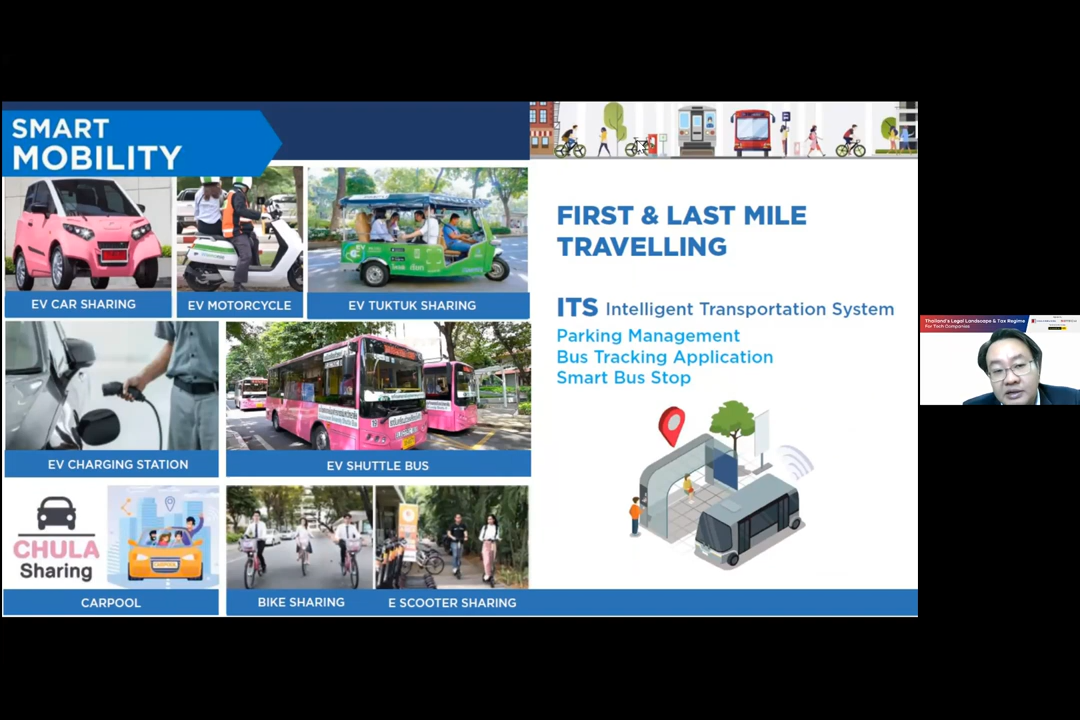 SMART
MOBILITY
EV CAR SHARING
EV MOTORCYCLE
EV TUKTUK SHARING
EV CHARGING STATION
EV SHUTTLE BUS
CHULA
Sharing
CARPOOL
CARPOOL
BIKE SHARING
E SCOOTER SHARING
FIRST & LAST MILE
TRAVELLING
ITS Intelligent Transportation System
Parking Management
Bus Tracking Application
Smart Bus Stop
Thailand's Legal Landscape & Tax Regime
For Tech Companies